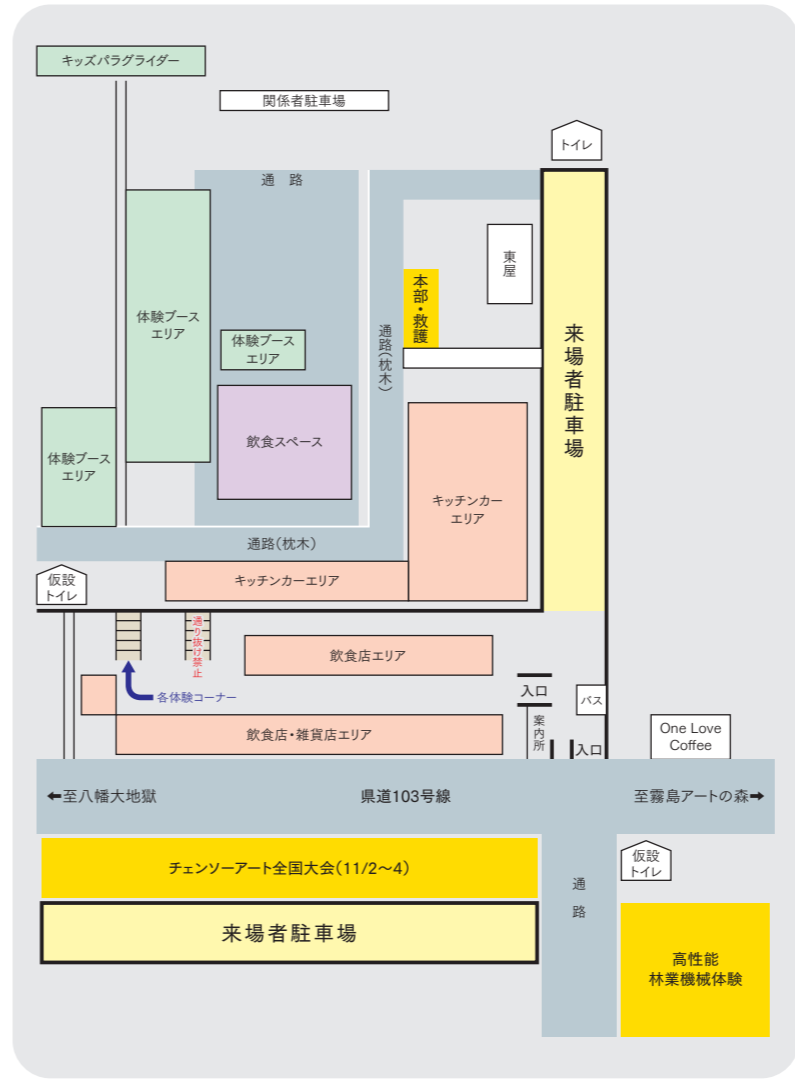 キッズパラグライダー
関係者駐車場
トイレ
通 路
東屋
本部・救護
体験ブース
エリア
通路(枕木)
体験ブース
エリア
来場者駐車場
飲食スペース
体験ブース
エリア
キッチンカー
エリア
通路(枕木)
キッチンカーエリア
仮設
トイレ
通り抜け禁止
飲食店エリア
各体験コーナー
入口
バス
案内所
飲食店・雑貨店エリア
One Love
Coffee
入口
←至八幡大地獄
県道103号線
至霧島アートの森→
チェンソーアート全国大会(11/2〜4)
仮設
トイレ
通路
来場者駐車場
高性能
林業機械体験